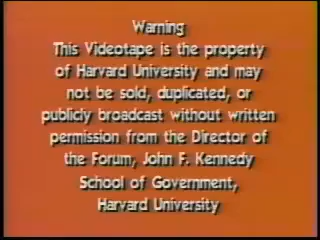 Warning
This Videotape is the property
of Harvard University and may
not be sold, duplicated, or
publicly broadcast without written
permission from the Director of
the Forum, John F. Kennedy
School of Government,
Harvard University